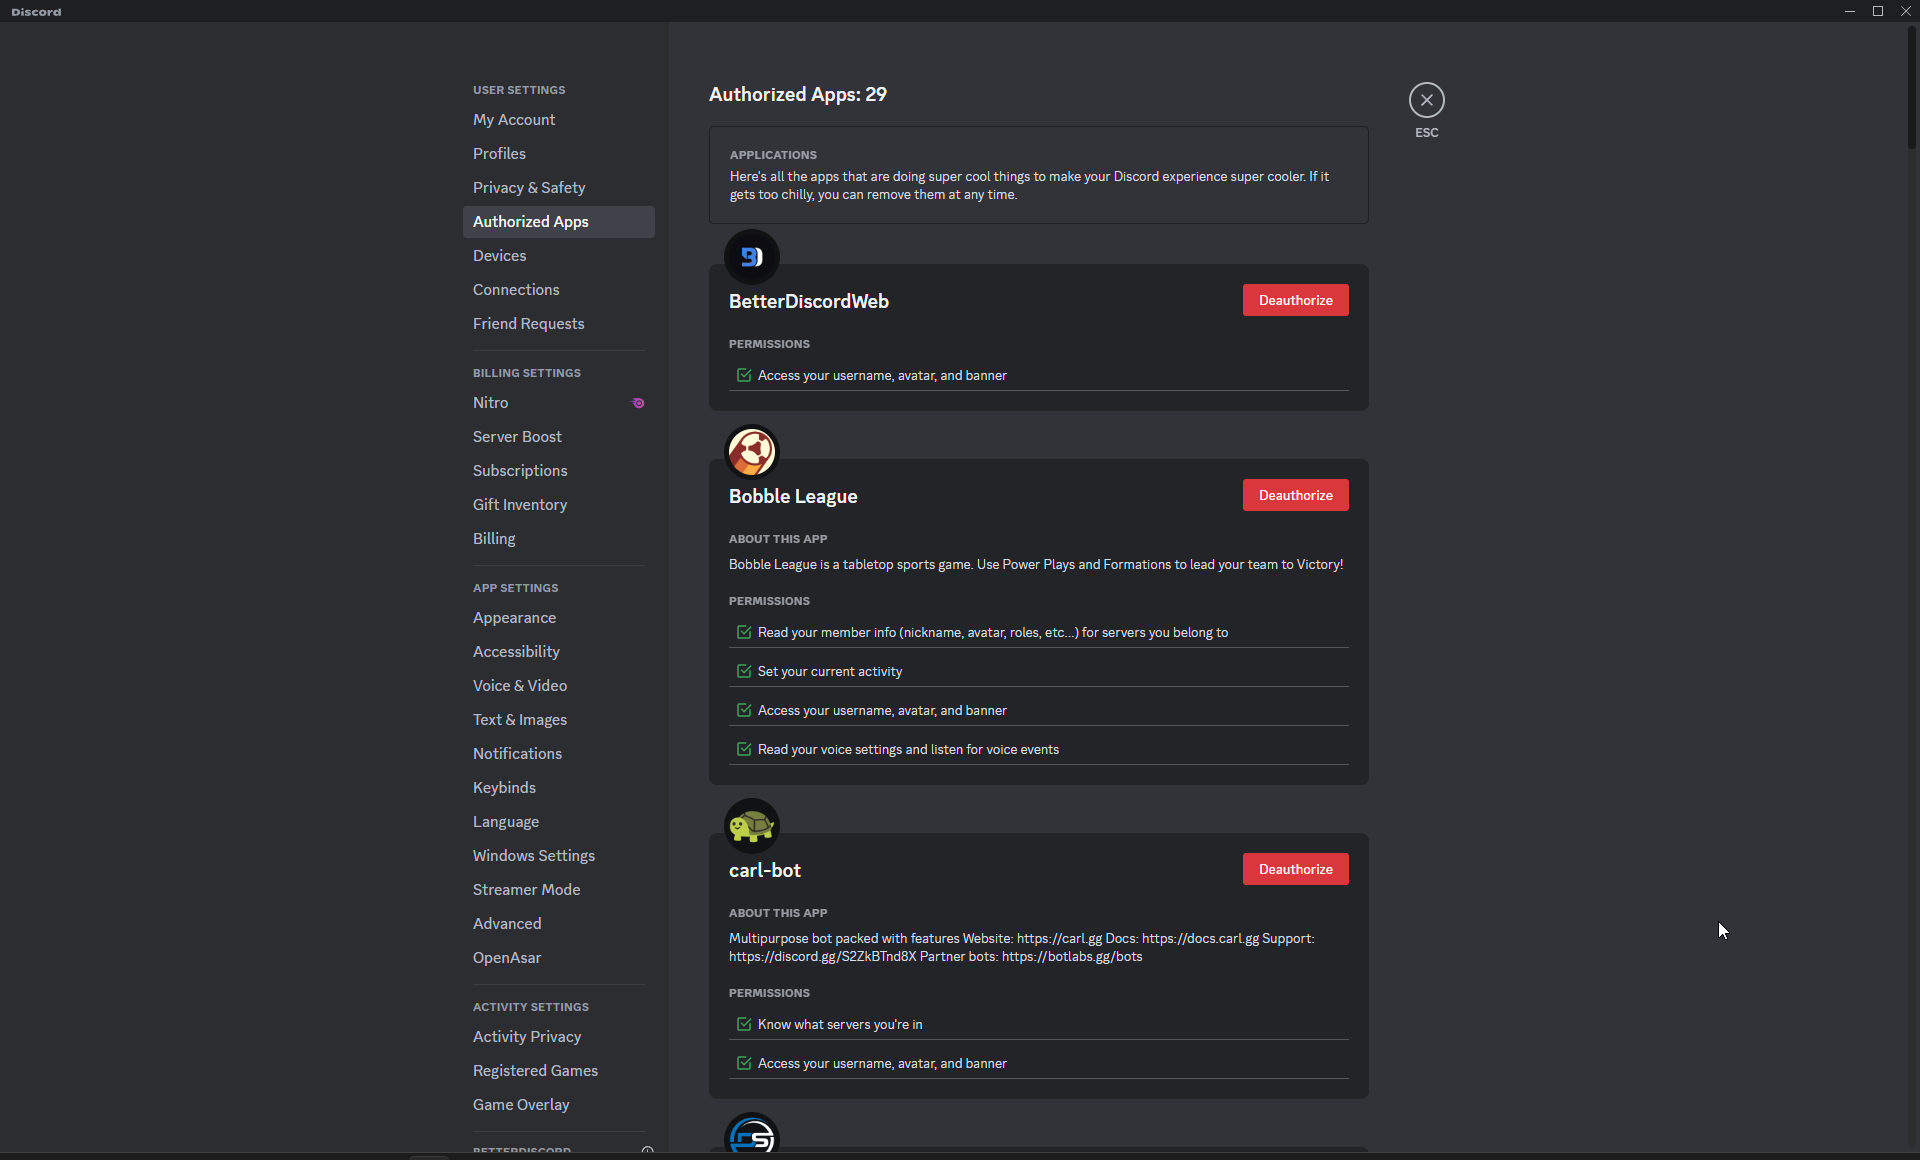 Discord
USER SETTINGS
My Account
Profiles
Privacy & Safety
Authorized Apps
Devices
Connections
Friend Requests
BILLING SETTINGS
Nitro
Server Boost
Subscriptions
Gift Inventory
Billing
APP SETTINGS
Appearance
Accessibility
Voice & Video
Text & Images
Notifications
Keybinds
Language
Windows Settings
Streamer Mode
Advanced
OpenAsar
ACTIVITY SETTINGS
Activity Privacy
Registered Games
Game Overlay
BETTERDISCORD
Authorized Apps: 29
ESC
APPLICATIONS
Here's all the apps that are doing super cool things to make your Discord experience super cooler. If it
gets too chilly, you can remove them at any time.
BetterDiscordWeb
Deauthorize
PERMISSIONS
Access your username, avatar, and banner
Bobble League
Deauthorize
ABOUT THIS APP
Bobble League is a tabletop sports game. Use Power Plays and Formations to lead your team to Victory!
PERMISSIONS
Read your member info (nickname, avatar, roles, etc...) for servers you belong to
Set your current activity
Access your username, avatar, and banner
Read your voice settings and listen for voice events
carl-bot
Deauthorize
ABOUT THIS APP
Multipurpose bot packed with features Website: https://carl.gg Docs: https://docs.carl.gg Support:
https://discord.gg/S2ZkBTnd8X Partner bots: https://botlabs.gg/bots
PERMISSIONS
Know what servers you're in
Access your username, avatar, and banner